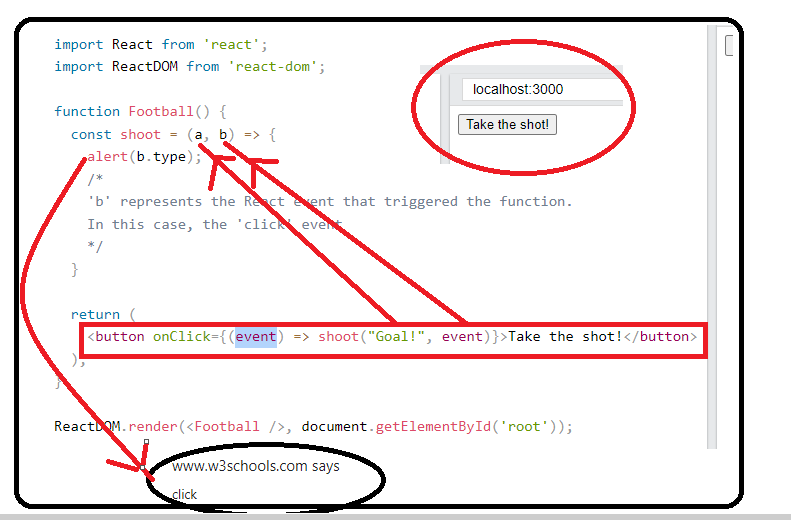 import React from 'react';
import ReactDOM from 'react-dom';
localhost:3000
Take the shot!
function Football() {
const shoot = (a, b) => {
alert(b.type);
/*
'b' represents the React event that triggered the function.
In this case, the 'click' event
*/
}
return (
<button onClick={(event) => shoot("Goal!", event)}>Take the shot!</button>
);
}
ReactDOM.render(<Football />, document.getElementById('root'));
www.w3schools.com says
click